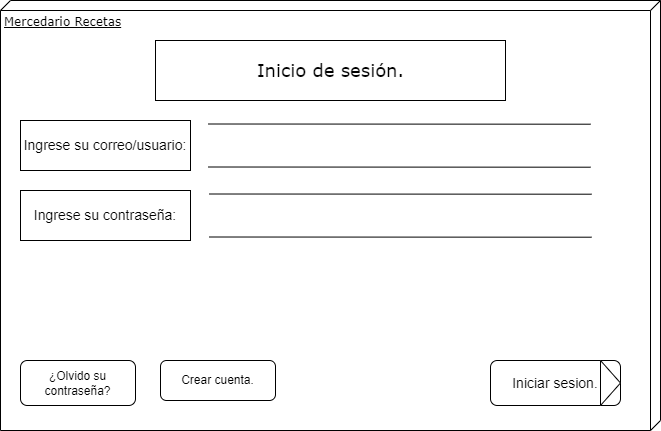 Mercedario Recetas
Inicio de sesión.
Ingrese su correo/usuario:
Ingrese su contraseña:
¿Olvido su
contraseña?
Crear cuenta.
Iniciar sesion.